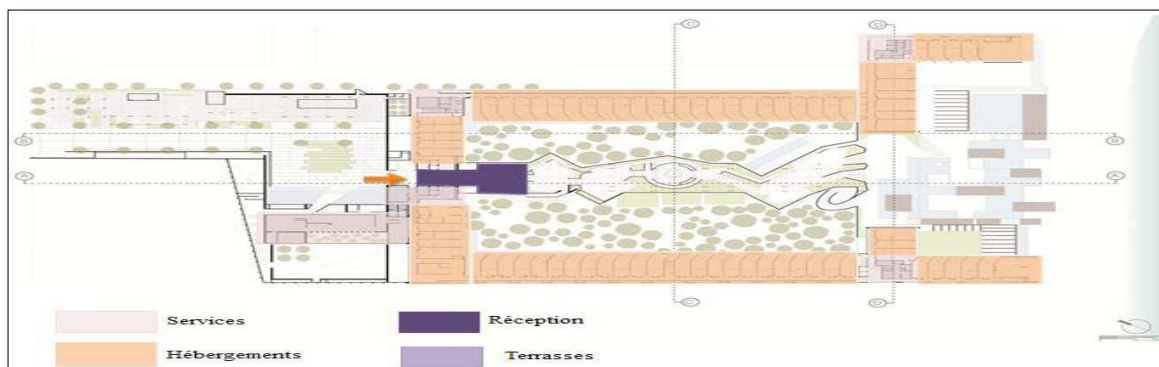 C D
B B
A A
C D
Services Réception
Hébergements Terrasses